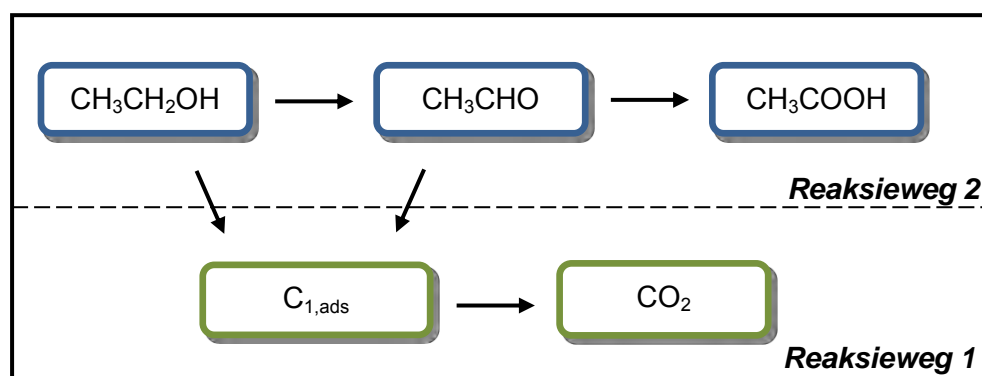 CH₃CH₂OH CH₃CHO CH₃COOH
Reaksieweg 2
C₁,ads CO₂
Reaksieweg 1